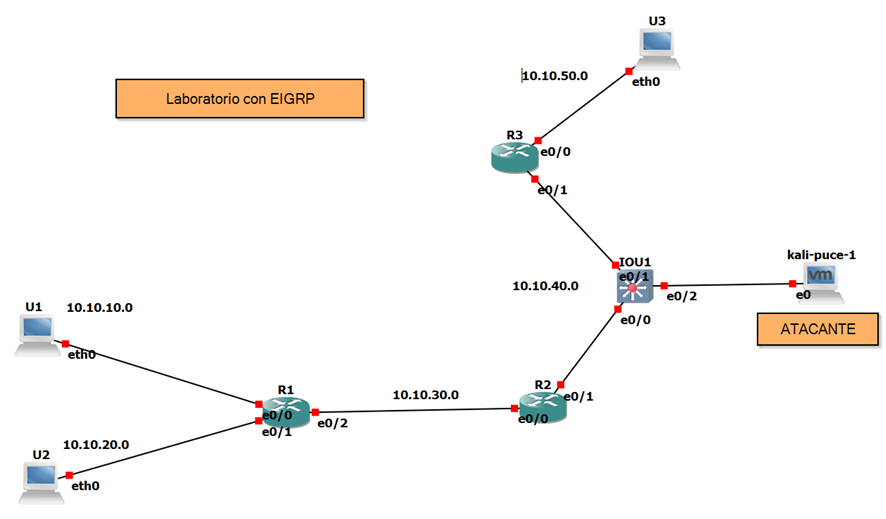 U3
10.10.50.0
eth0
Laboratorio con EIGRP
R3
e0/0
e0/1
kali-puce-1
IOU1
e0/1
vm
10.10.40.0
e0/2
e0
U1
10.10.10.0
e0/0
ATACANTE
eth0
R1
10.10.30.0
R2
e0/1
e0/0
e0/2
e0/0
e0/1
10.10.20.0
U2
eth0